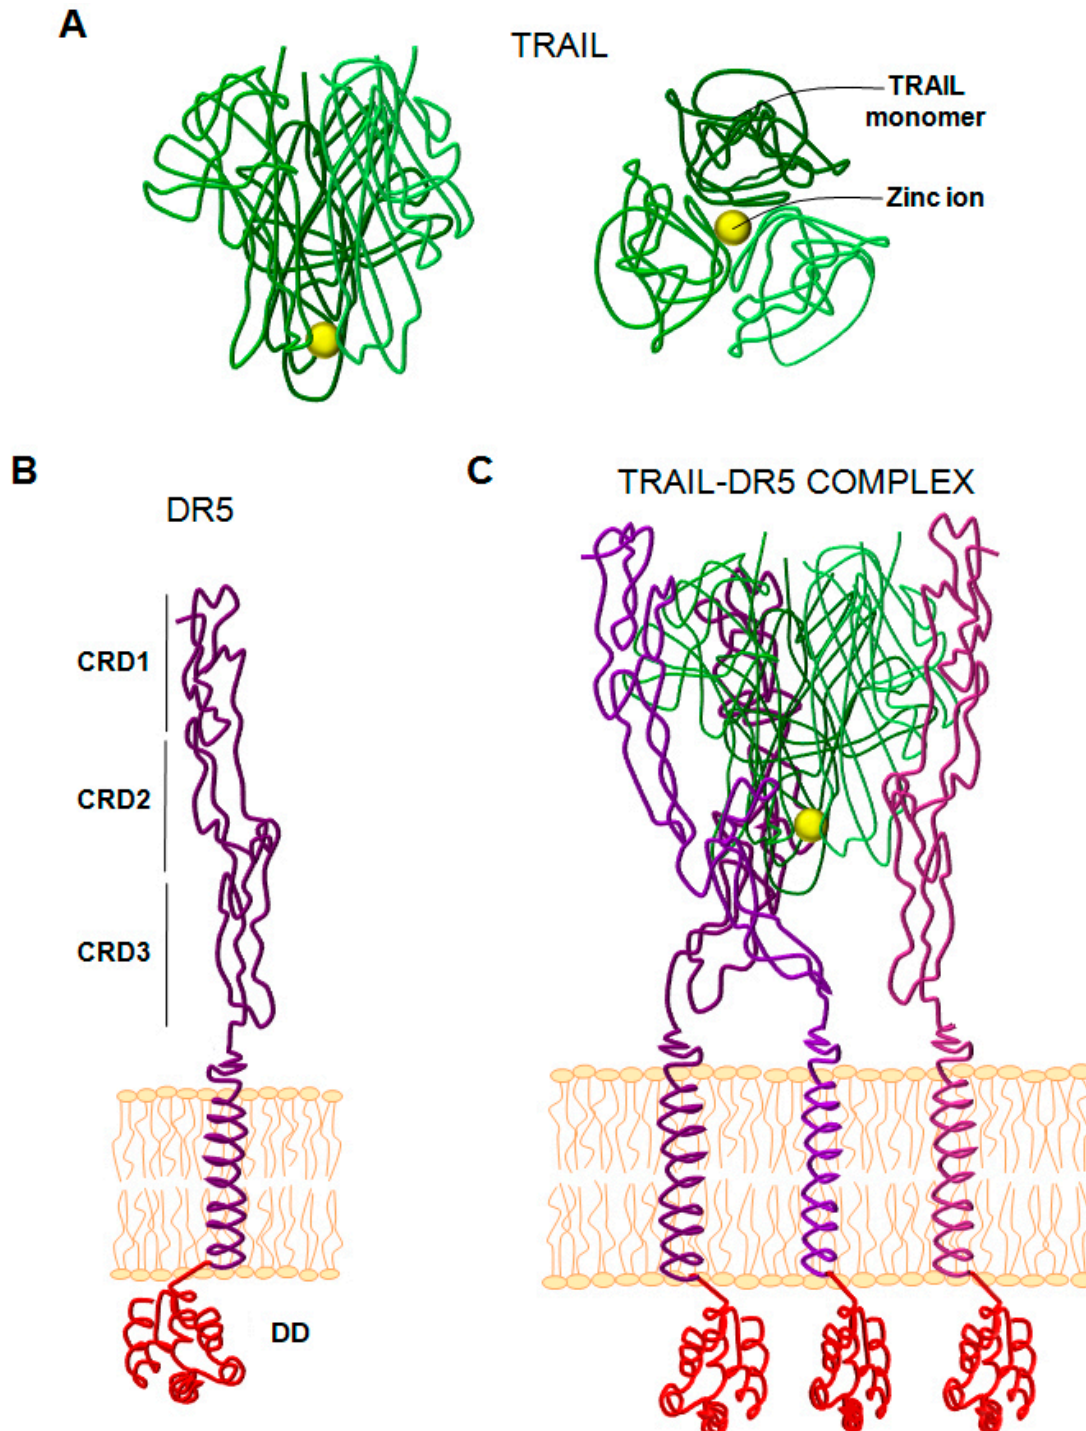 A
TRAIL
TRAIL
monomer
Zinc ion
B
DR5
CRD1
CRD2
CRD3
DD
C
TRAIL-DR5 COMPLEX